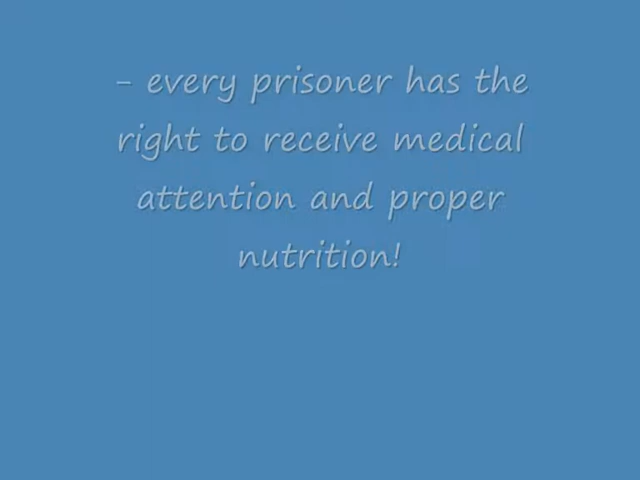 - every prisoner has the
right to receive medical
attention and proper
nutrition!